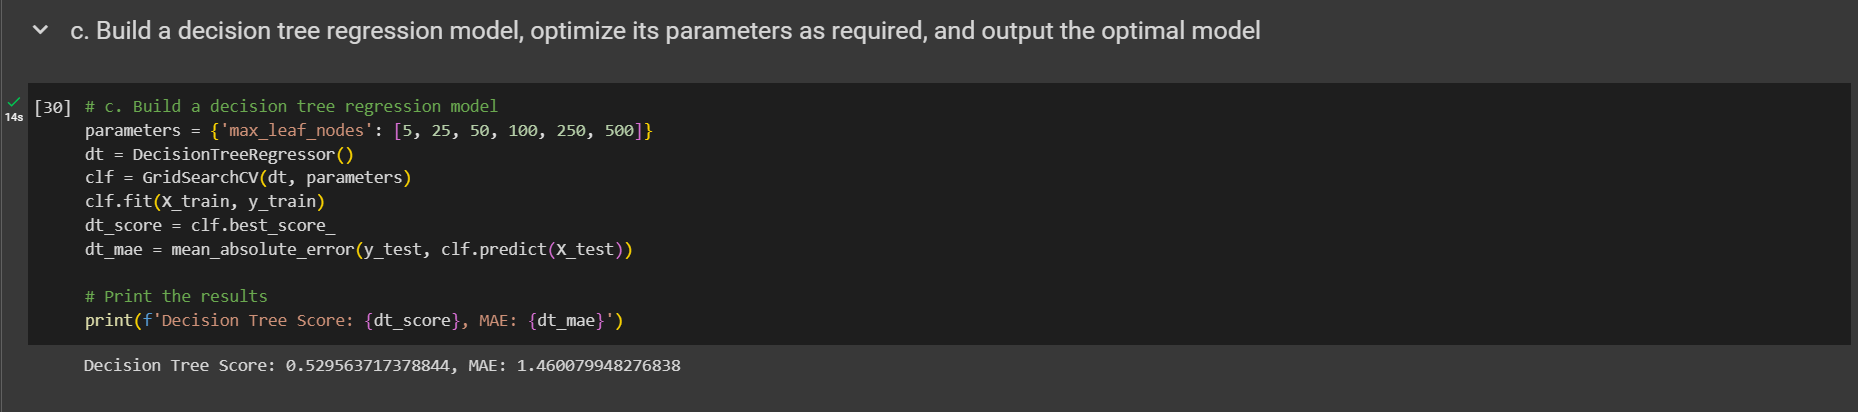 c. Build a decision tree regression model, optimize its parameters as required, and output the optimal model
14s
[30] # c. Build a decision tree regression model
parameters = {'max_leaf_nodes': [5, 25, 50, 100, 250, 500]}
dt = DecisionTreeRegressor()
clf = GridSearchCV(dt, parameters)
clf.fit(X_train, y_train)
dt_score = clf.best_score_
dt_mae = mean_absolute_error(y_test, clf.predict(X_test))
# Print the results
print(f'Decision Tree Score: {dt_score}, MAE: {dt_mae}')
Decision Tree Score: 0.529563717378844, MAE: 1.460079948276838